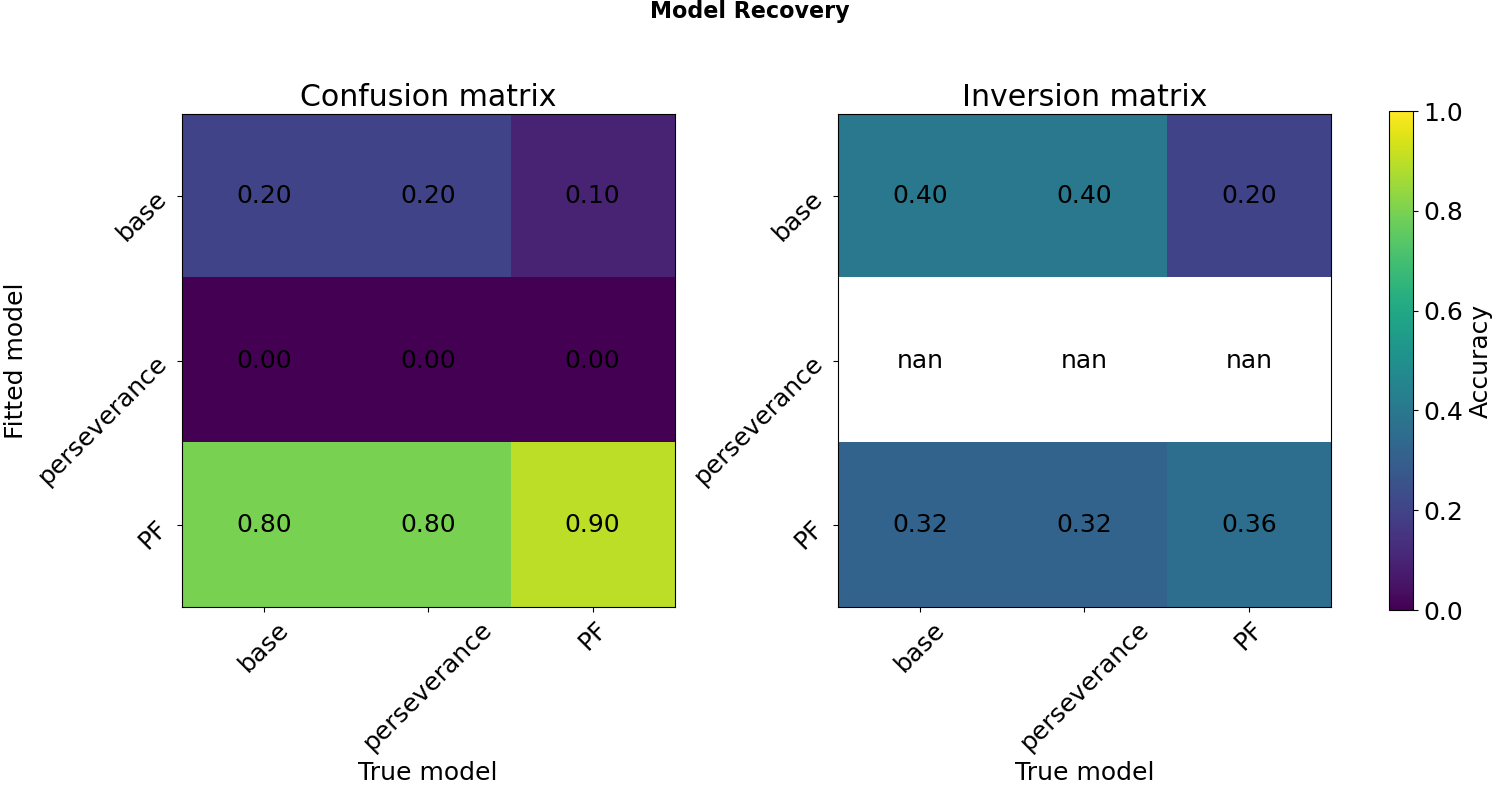 Model Recovery
Confusion matrix
Fitted model
base
perseverance
PF
0.20 0.20 0.10
0.00 0.00 0.00
0.80 0.80 0.90
base
perseverance
PF
True model
Inversion matrix
base
perseverance
PF
0.40 0.40 0.20
nan nan nan
0.32 0.32 0.36
base
perseverance
PF
True model
1.0
0.8
0.6
0.4
0.2
0.0
Accuracy